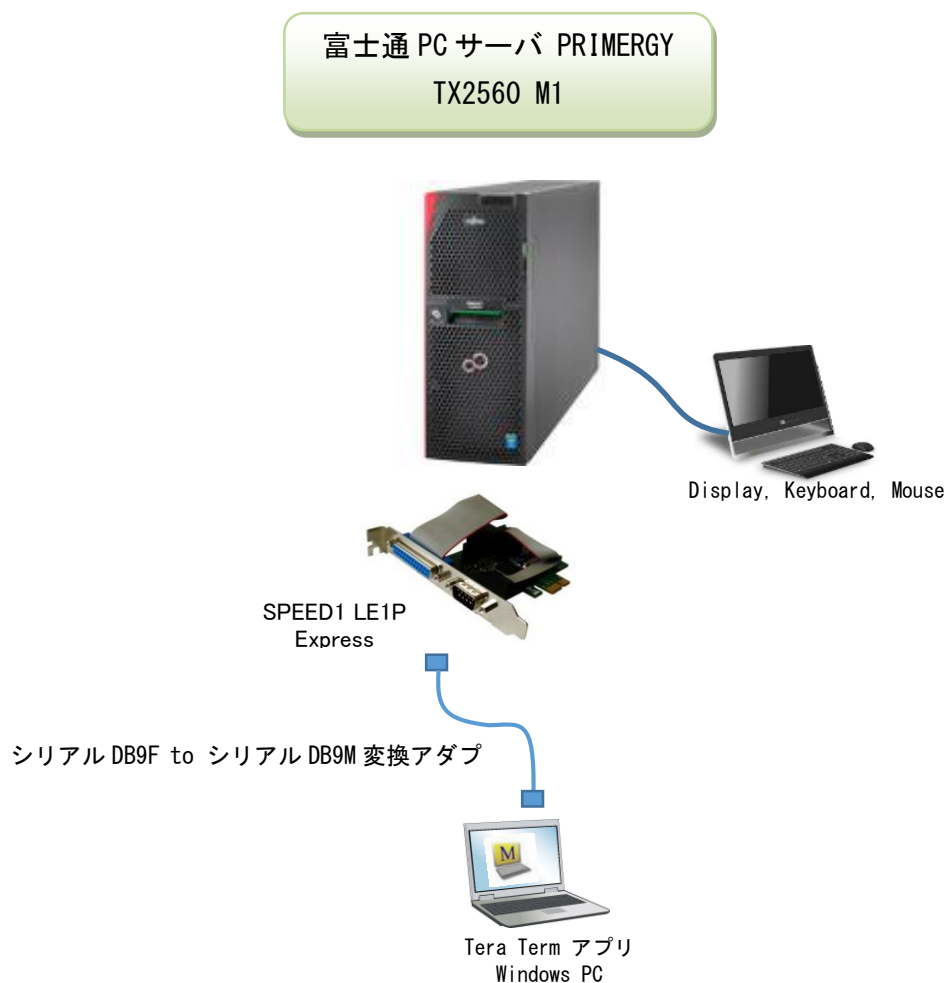 富士通 PC サーバ PRIMERGY
TX2560 M1
Display, Keyboard, Mouse
SPEED1 LE1P
Express
シリアル DB9F to シリアル DB9M 変換アダプ
M
Tera Term アプリ
Windows PC